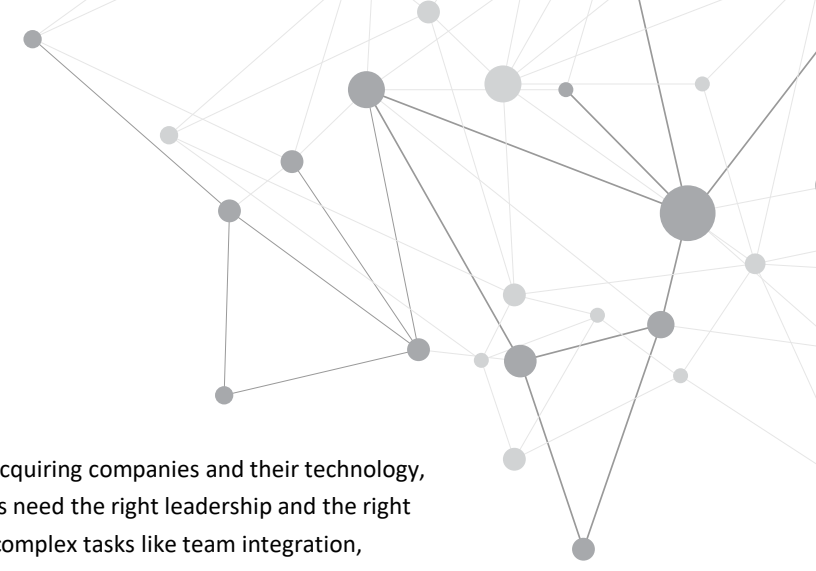 cquiring companies and their technology,
s need the right leadership and the right
complex tasks like team integration,